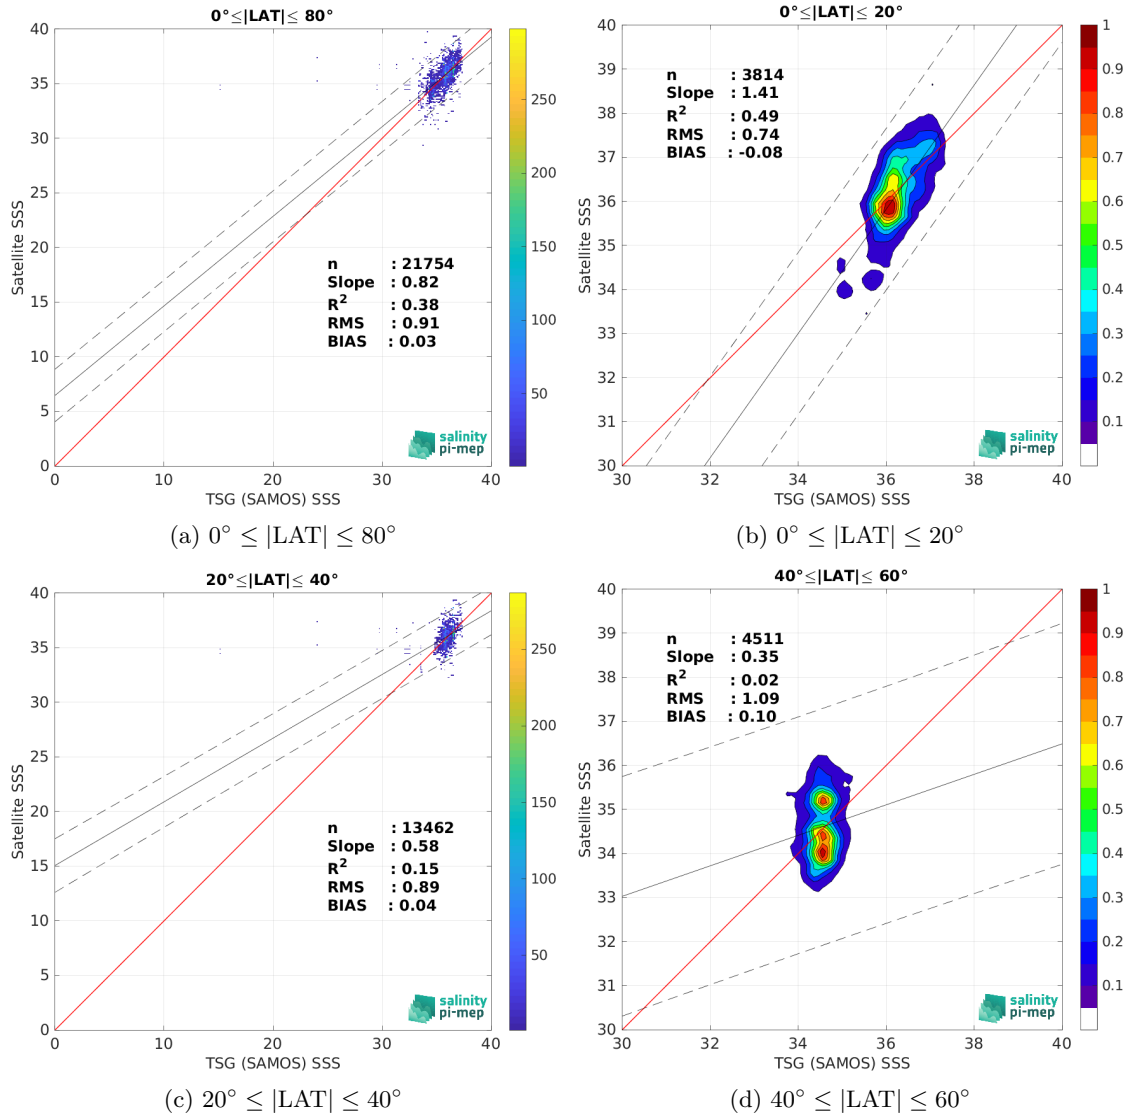 0°≤|LAT|≤ 80°
40
35
30
25
20
15
10
5
0
Satellite SSS
n : 21754
Slope : 0.82
R² : 0.38
RMS : 0.91
BIAS : 0.03
250
200
150
100
50
salinity
pi-mep
0 10 20 30 40
TSG (SAMOS) SSS
(a) 0° ≤ |LAT| ≤ 80°
0°≤|LAT|≤ 20°
40
39
38
37
36
35
34
33
32
31
30
Satellite SSS
n : 3814
Slope : 1.41
R² : 0.49
RMS : 0.74
BIAS : -0.08
1
0.9
0.8
0.7
0.6
0.5
0.4
0.3
0.2
0.1
salinity
pi-mep
30 32 34 36 38 40
TSG (SAMOS) SSS
(b) 0° ≤ |LAT| ≤ 20°
20°≤|LAT|≤ 40°
40
35
30
25
20
15
10
5
0
Satellite SSS
n : 13462
Slope : 0.58
R² : 0.15
RMS : 0.89
BIAS : 0.04
250
200
150
100
50
salinity
pi-mep
0 10 20 30 40
TSG (SAMOS) SSS
(c) 20° ≤ |LAT| ≤ 40°
40°≤|LAT|≤ 60°
40
39
38
37
36
35
34
33
32
31
30
Satellite SSS
n : 4511
Slope : 0.35
R² : 0.02
RMS : 1.09
BIAS : 0.10
1
0.9
0.8
0.7
0.6
0.5
0.4
0.3
0.2
0.1
salinity
pi-mep
30 32 34 36 38 40
TSG (SAMOS) SSS
(d) 40° ≤ |LAT| ≤ 60°